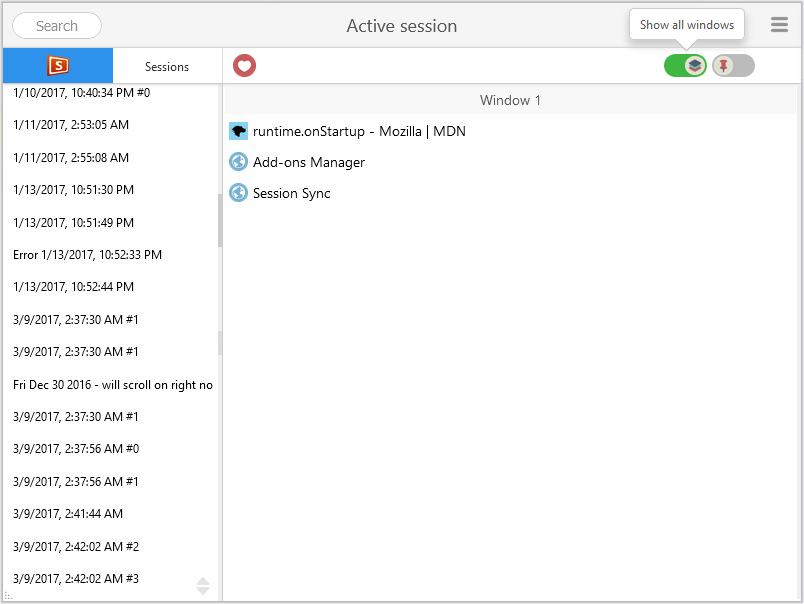 Search
Active session
Show all windows
S
Sessions
1/10/2017, 10:40:34 PM #0
1/11/2017, 2:53:05 AM
1/11/2017, 2:55:08 AM
1/13/2017, 10:51:30 PM
1/13/2017, 10:51:49 PM
Error 1/13/2017, 10:52:33 PM
1/13/2017, 10:52:44 PM
3/9/2017, 2:37:30 AM #1
3/9/2017, 2:37:30 AM #1
Fri Dec 30 2016 - will scroll on right no
3/9/2017, 2:37:30 AM #1
3/9/2017, 2:37:56 AM #0
3/9/2017, 2:37:56 AM #1
3/9/2017, 2:41:44 AM
3/9/2017, 2:42:02 AM #2
3/9/2017, 2:42:02 AM #3
Window 1
runtime.onStartup - Mozilla | MDN
Add-ons Manager
Session Sync